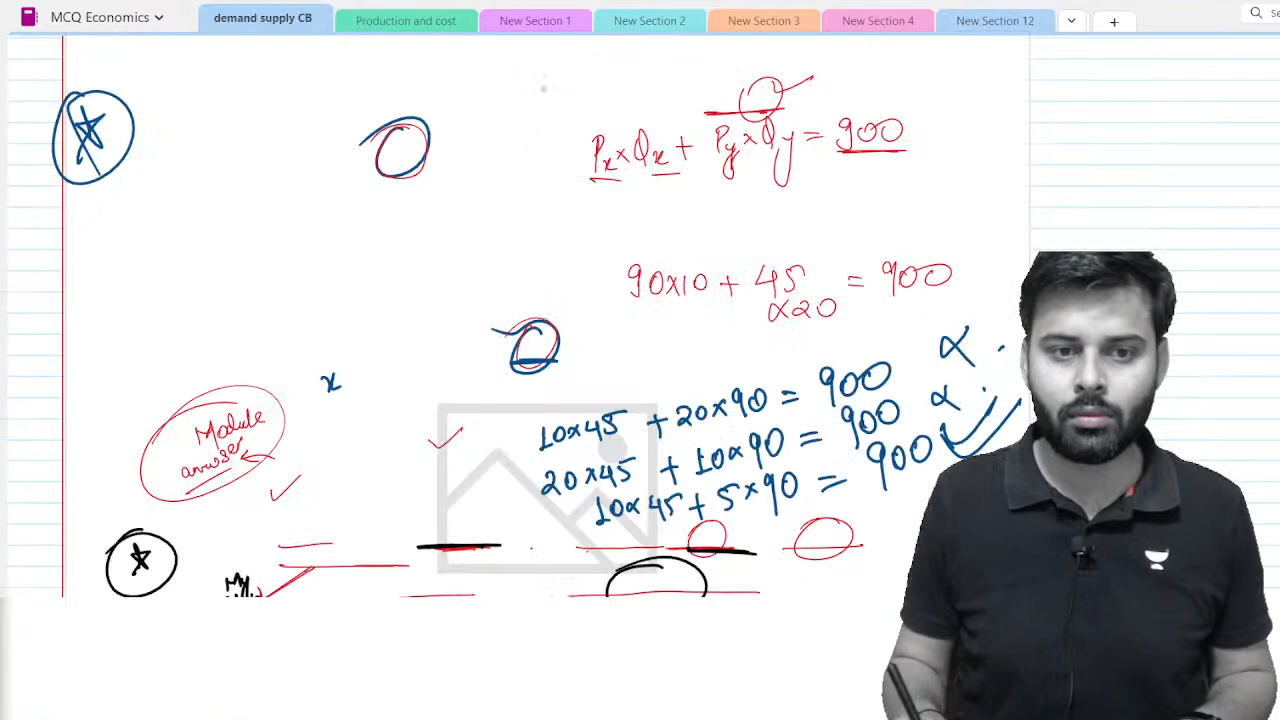 MCQ Economics
demand supply CB
Production and cost
New Section 1
New Section 2
New Section 3
New Section 4
New Section 12
Px × Qx + Py × Qy = 900
90×10 + 45 = 900
×20
x
Module
answer
10×45 + 20×90 = 900 ×
20×45 + 10×90 = 900 ×
10×45 + 5×90 = 900